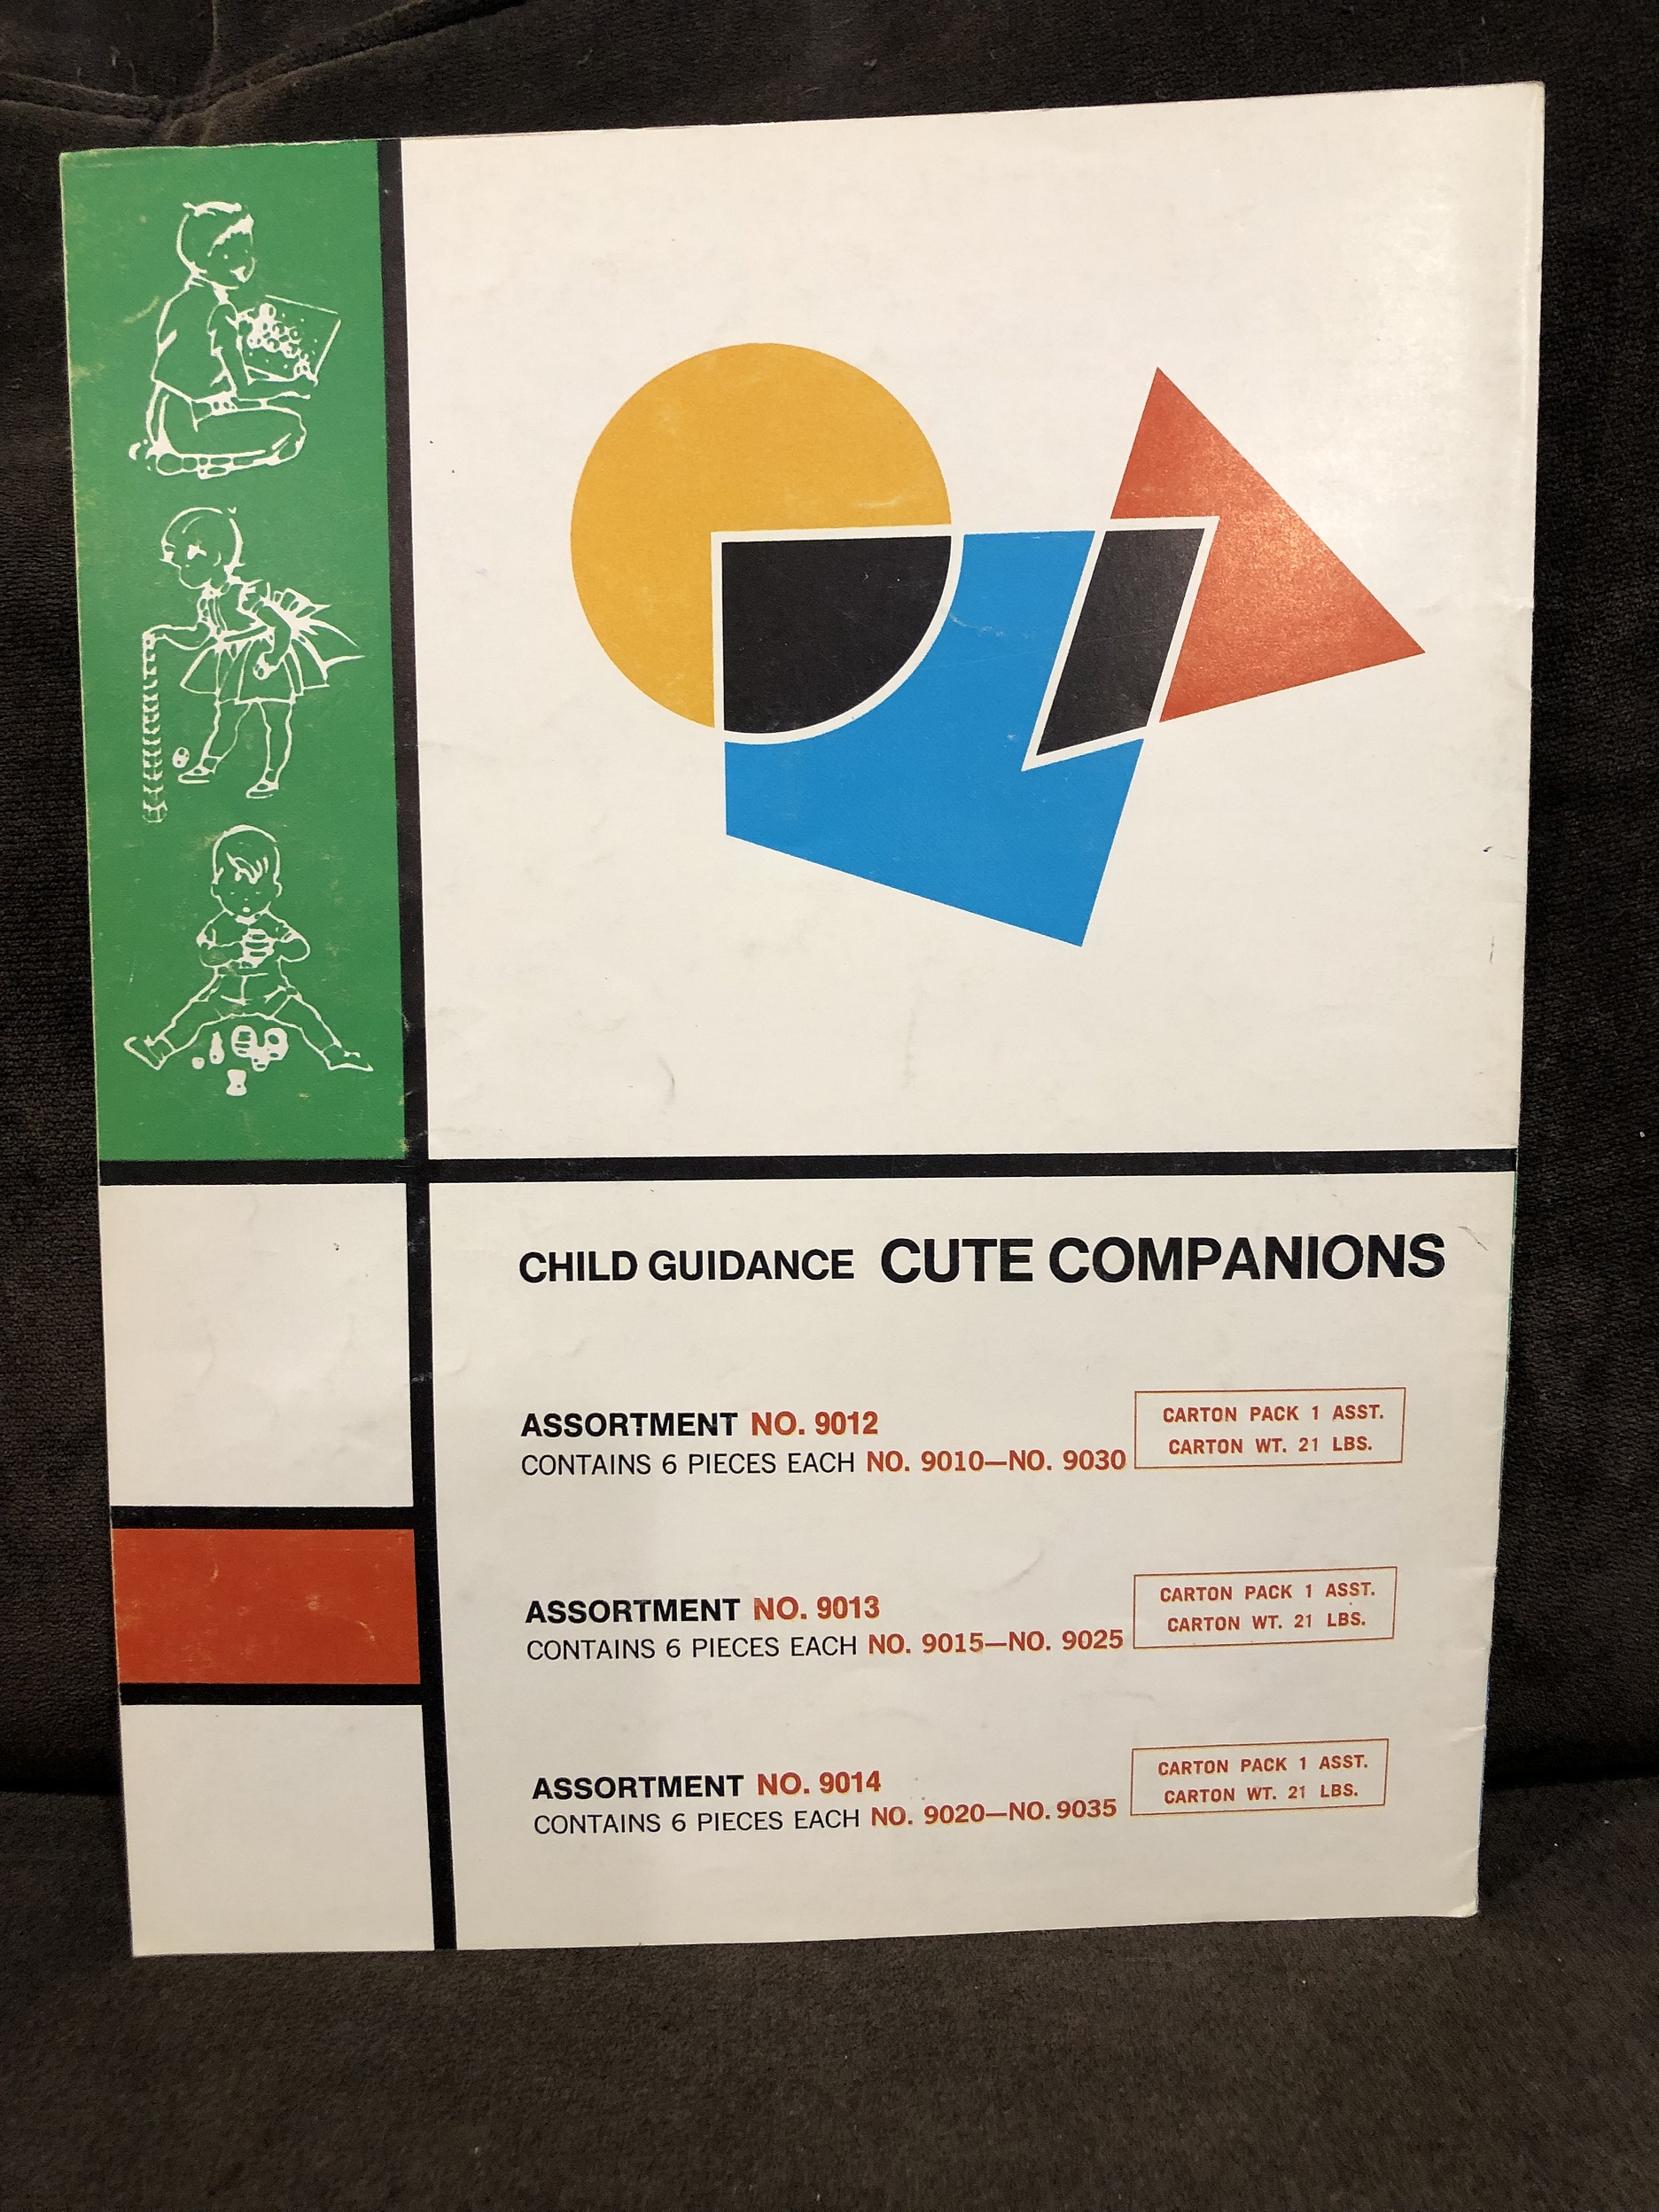 CHILD GUIDANCE CUTE COMPANIONS
ASSORTMENT NO. 9012
CONTAINS 6 PIECES EACH NO. 9010—NO. 9030
CARTON PACK 1 ASST.
CARTON WT. 21 LBS.
ASSORTMENT NO. 9013
CONTAINS 6 PIECES EACH NO. 9015—NO. 9025
CARTON PACK 1 ASST.
CARTON WT. 21 LBS.
ASSORTMENT NO. 9014
CONTAINS 6 PIECES EACH NO. 9020—NO. 9035
CARTON PACK 1 ASST.
CARTON WT. 21 LBS.